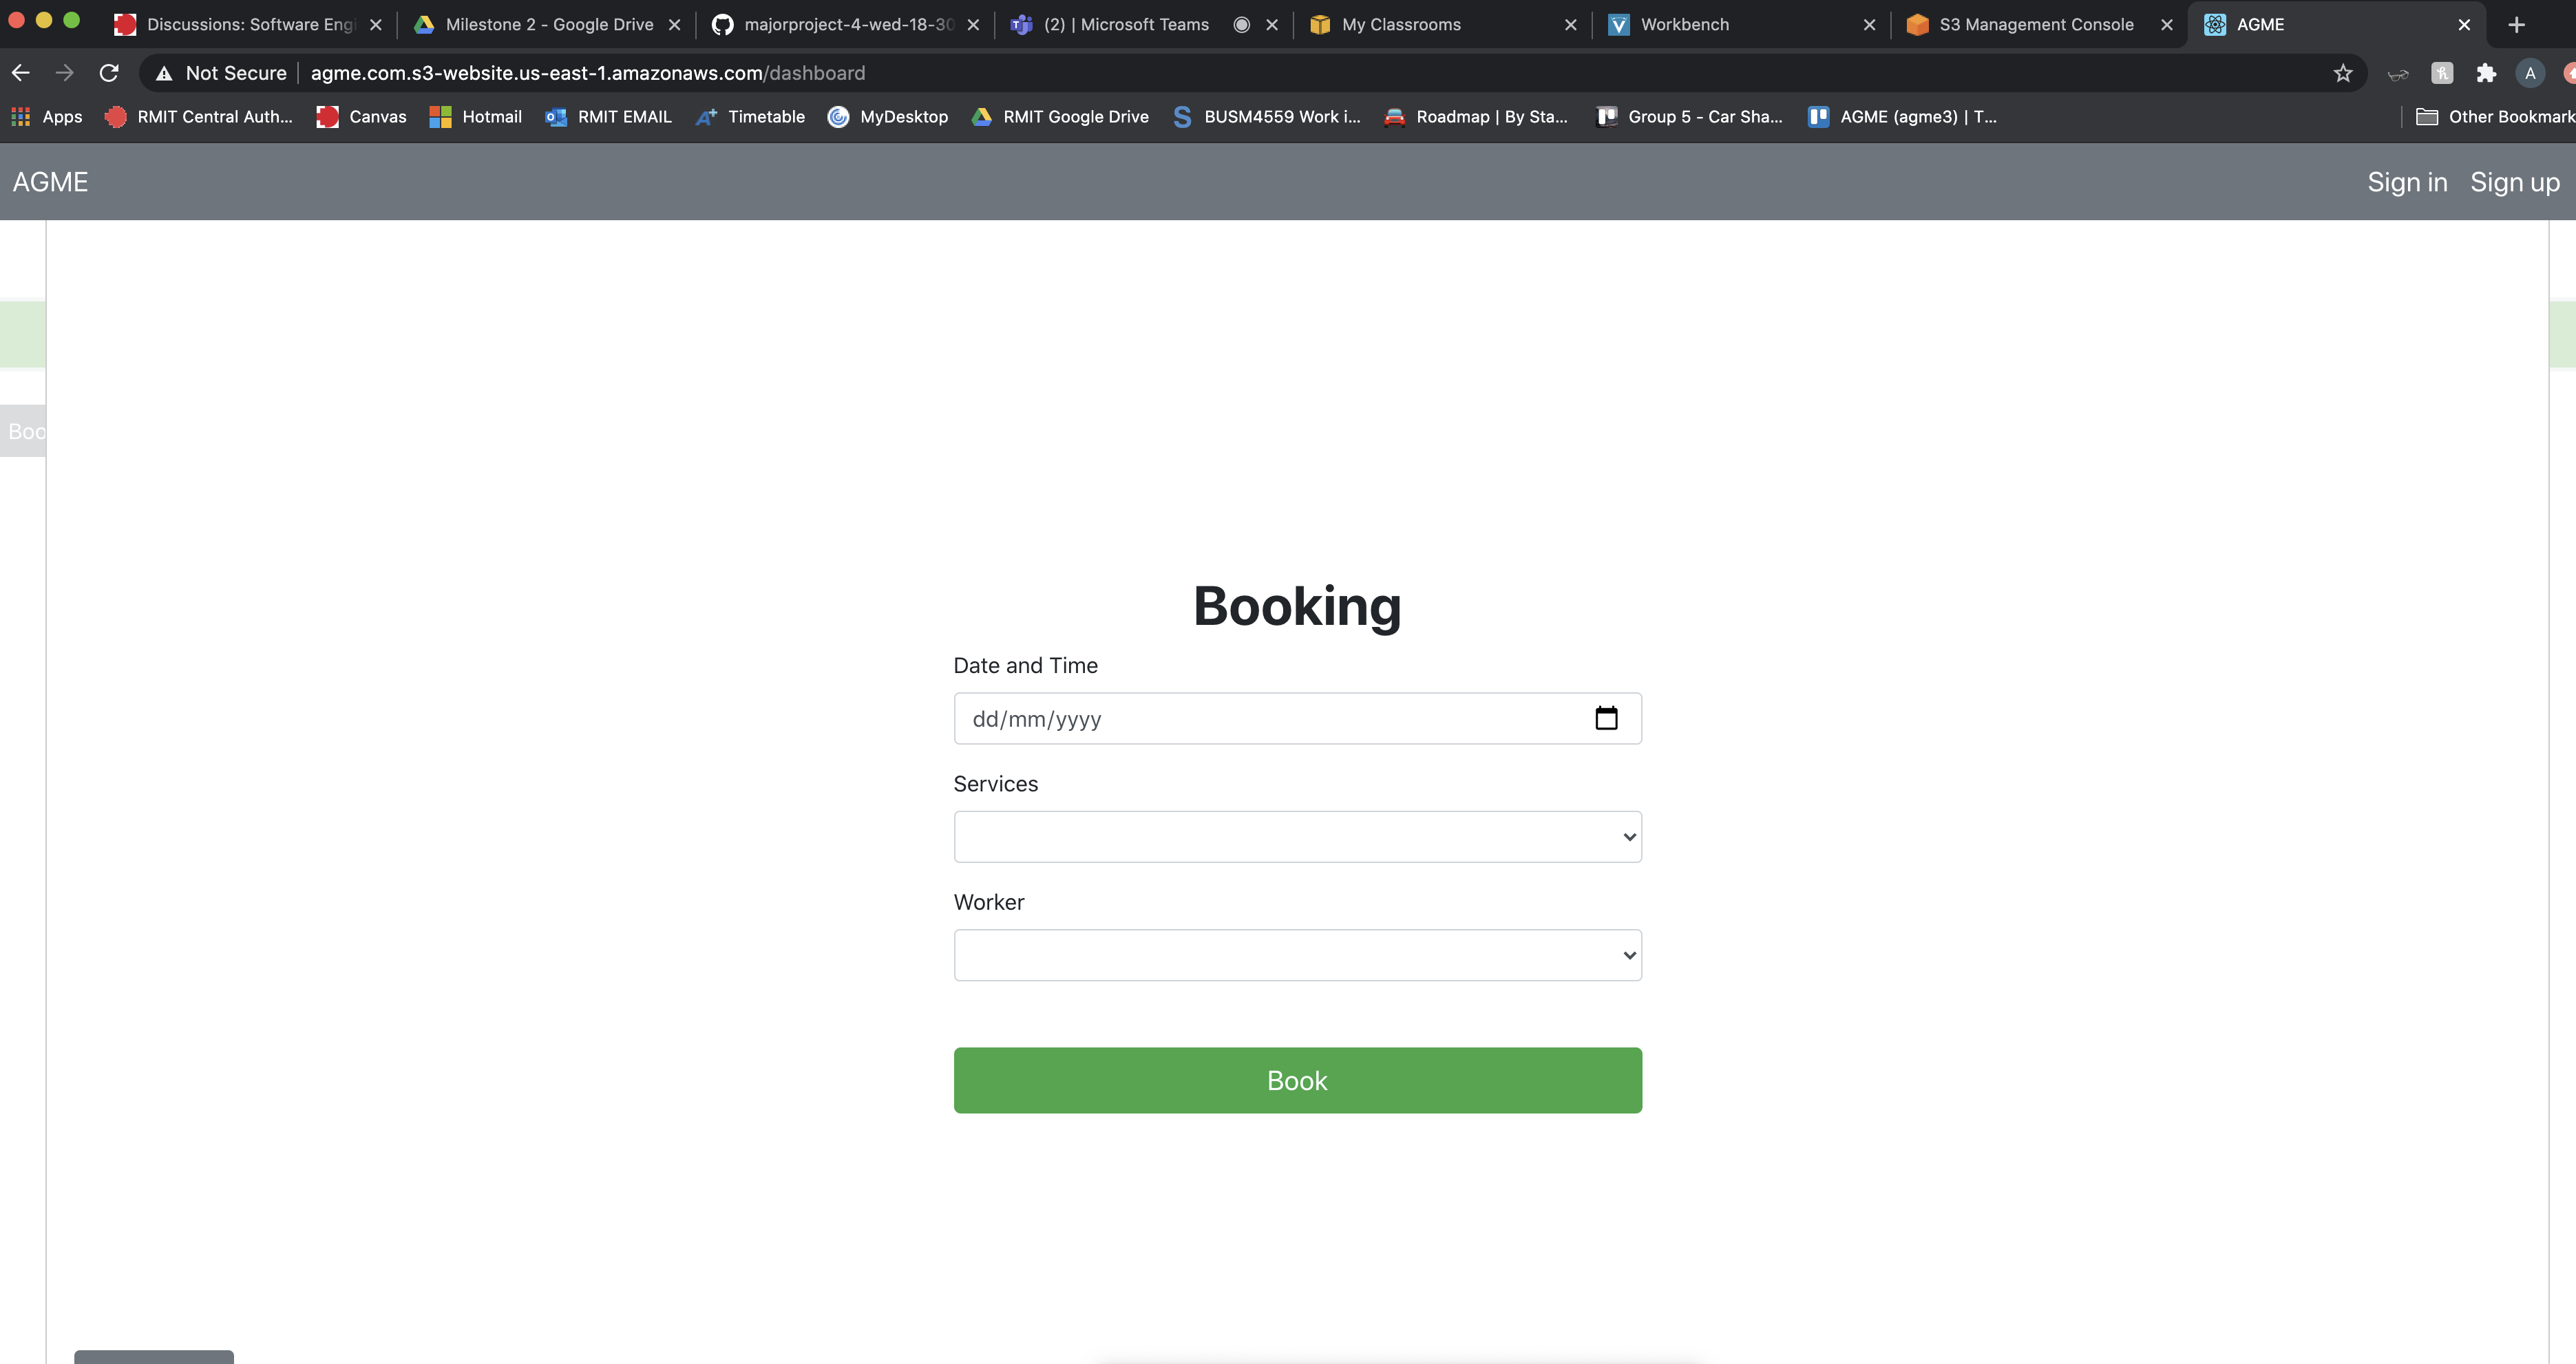 Discussions: Software Engi
Milestone 2 - Google Drive
majorproject-4-wed-18-30
(2) | Microsoft Teams
My Classrooms
Workbench
S3 Management Console
AGME
Not Secure
agme.com.s3-website.us-east-1.amazonaws.com/dashboard
A
Apps
RMIT Central Auth...
Canvas
Hotmail
RMIT EMAIL
Timetable
MyDesktop
RMIT Google Drive
BUSM4559 Work i...
Roadmap | By Sta...
Group 5 - Car Sha...
AGME (agme3) | T...
Other Bookmark
AGME
Sign in
Sign up
Boo
Booking
Date and Time
dd/mm/yyyy
Services
Worker
Book